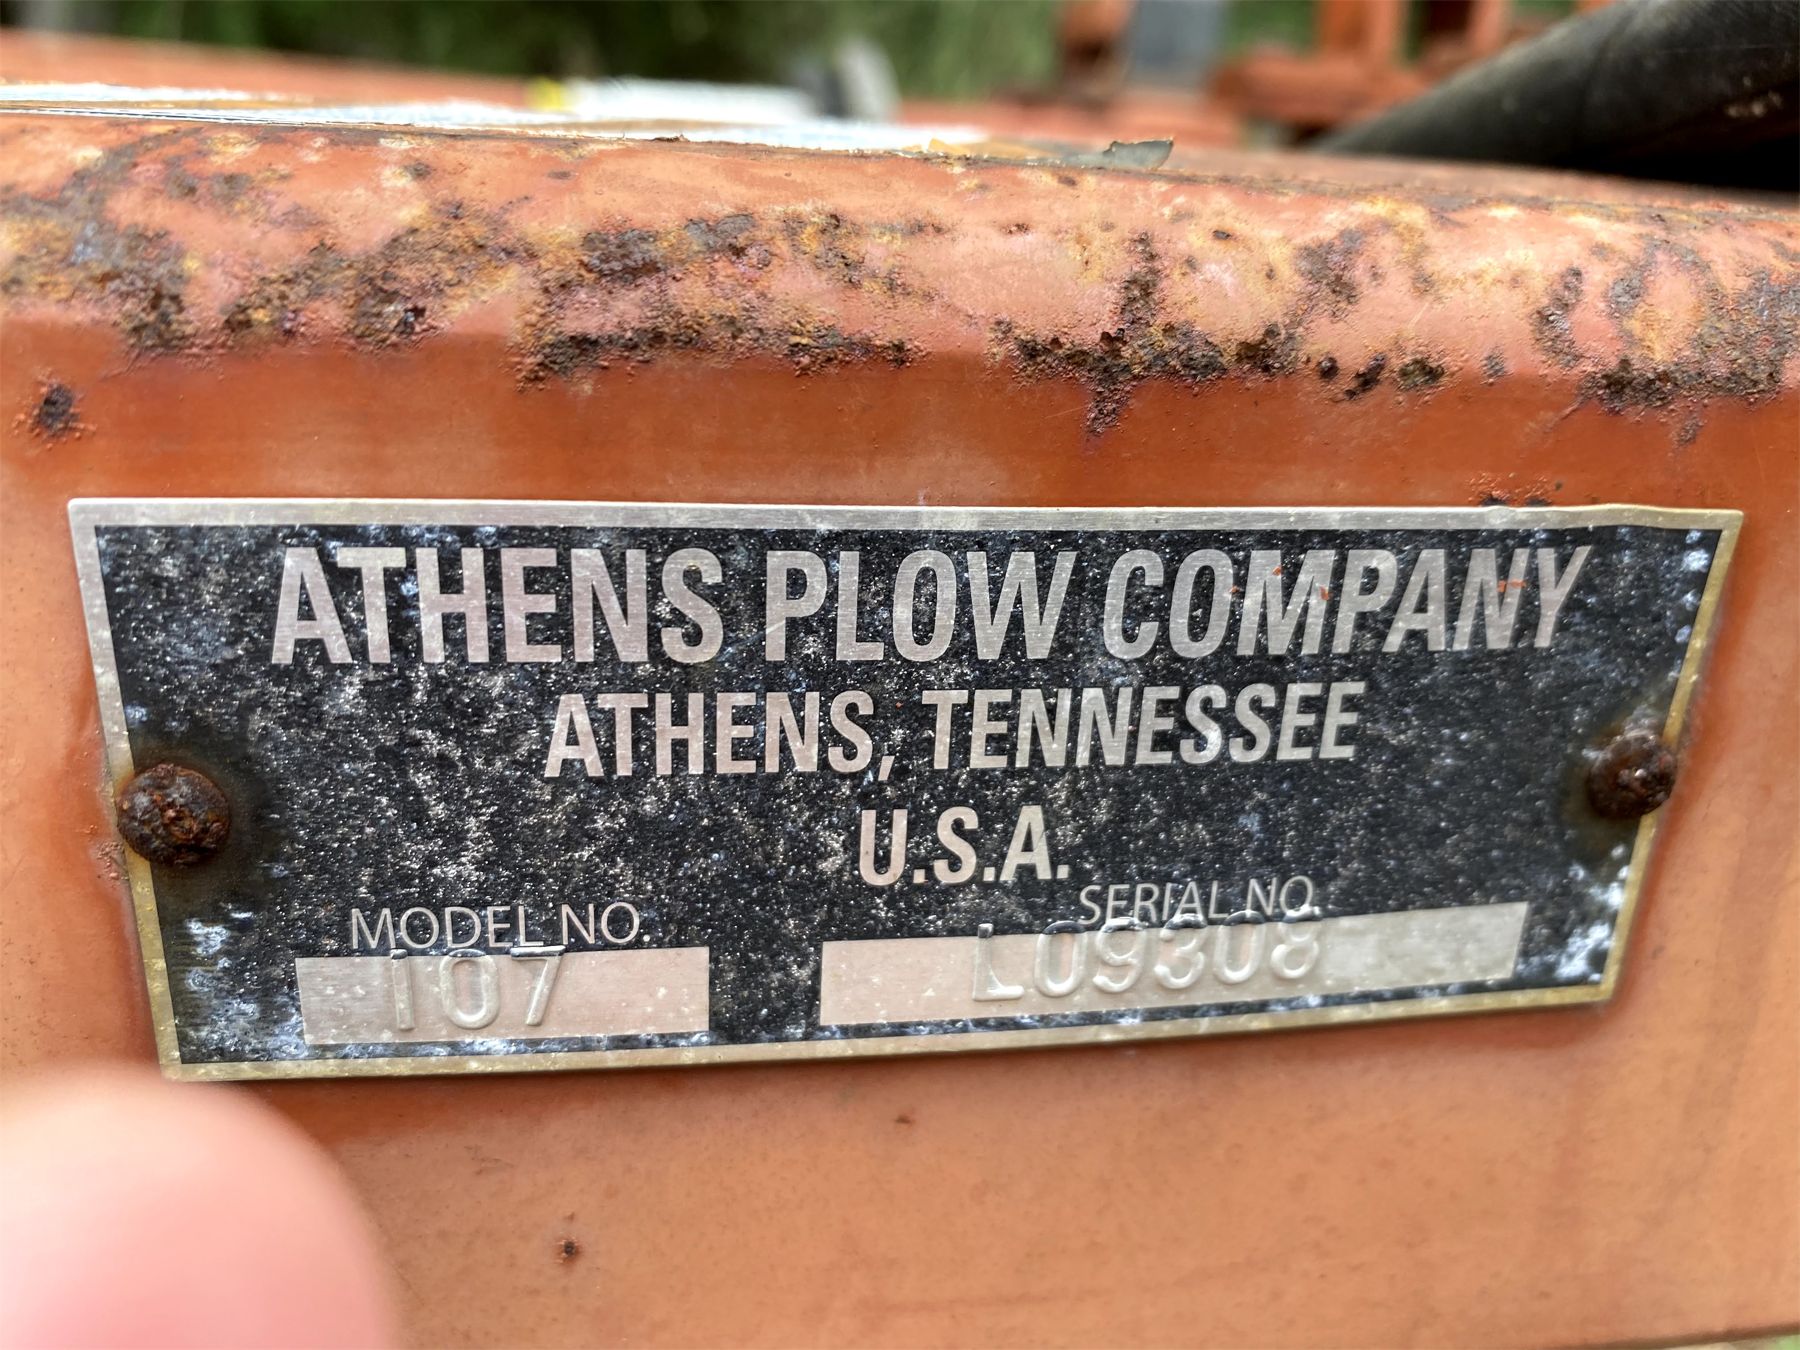 ATHENS PLOW COMPANY
ATHENS, TENNESSEE
U.S.A.
MODEL NO. SERIAL NO.
107 L09308